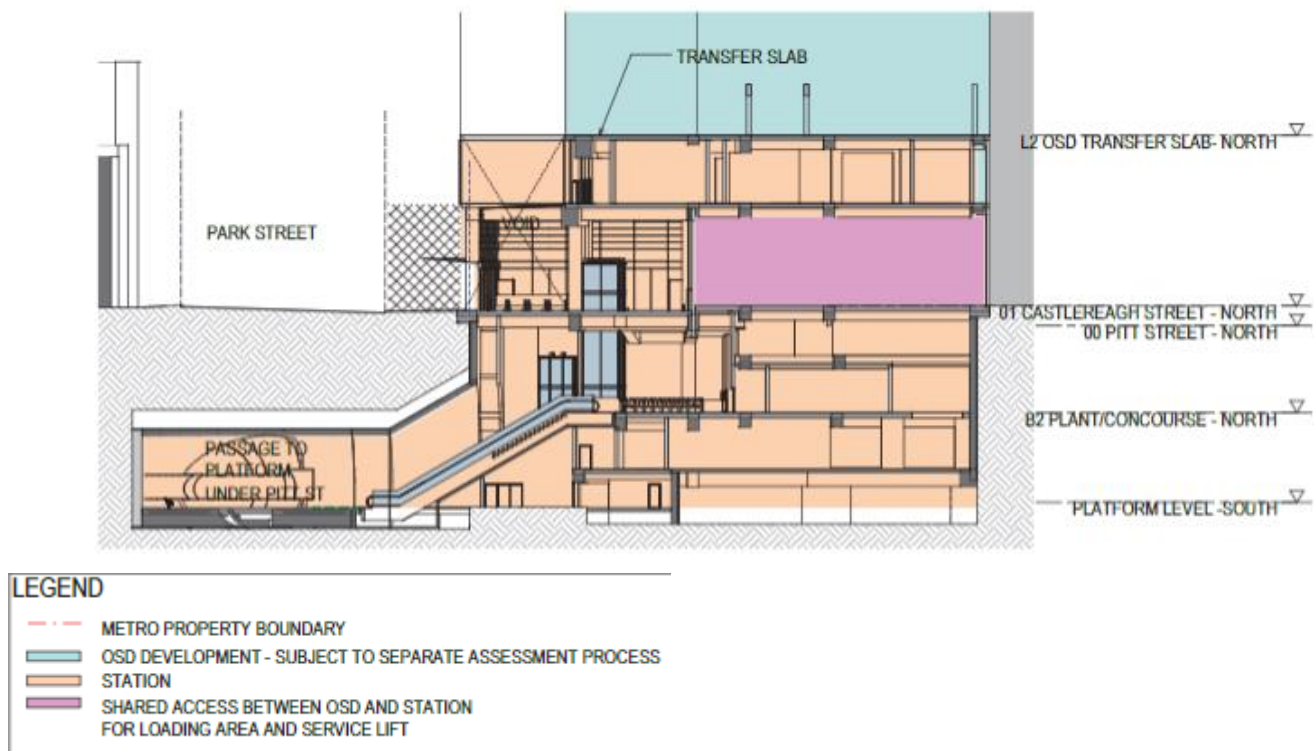 TRANSFER SLAB
L2 OSD TRANSFER SLAB- NORTH
PARK STREET
VOID
01 CASTLEREAGH STREET - NORTH
00 PITT STREET - NORTH
B2 PLANT/CONCOURSE - NORTH
PASSAGE TO
PLATFORM
UNDER PITT ST
PLATFORM LEVEL -SOUTH
LEGEND
METRO PROPERTY BOUNDARY
OSD DEVELOPMENT - SUBJECT TO SEPARATE ASSESSMENT PROCESS
STATION
SHARED ACCESS BETWEEN OSD AND STATION
FOR LOADING AREA AND SERVICE LIFT